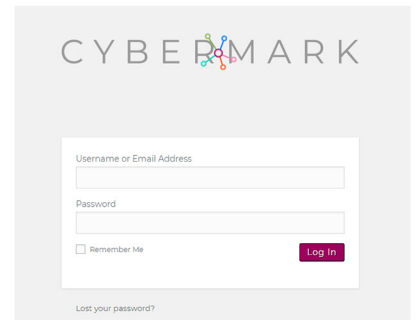 CYBERMARK
Username or Email Address
Password
Remember Me
Log In
Lost your password?